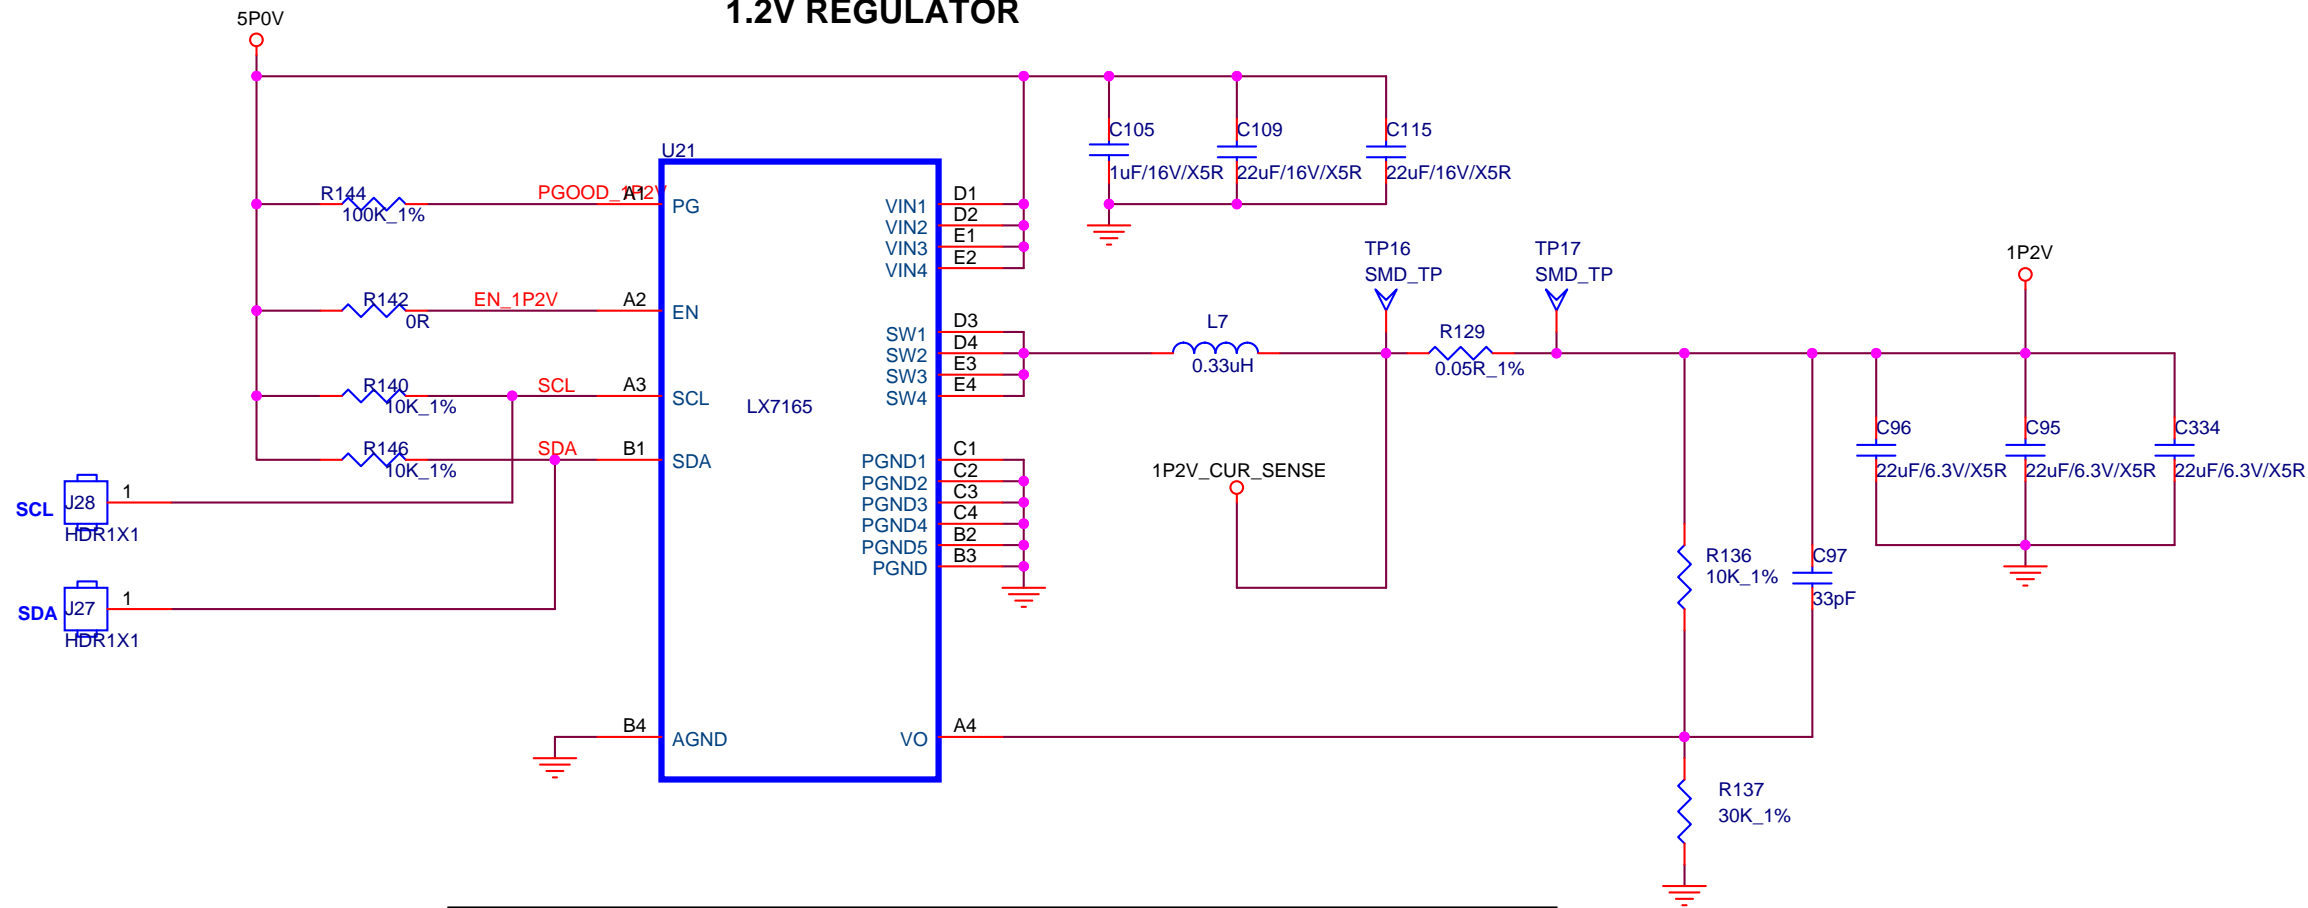 1.2V REGULATOR
5P0V
C105
1uF/16V/X5R
C109
22uF/16V/X5R
C115
22uF/16V/X5R
U21
R144
100K_1%
PGOOD_1P2V
A1
PG
R142
0R
EN_1P2V
A2
EN
R140
10K_1%
SCL
A3
SCL
R146
10K_1%
SDA
B1
SDA
LX7165
VIN1
D1
VIN2
D2
VIN3
E1
VIN4
E2
SW1
D3
SW2
D4
SW3
E3
SW4
E4
PGND1
C1
PGND2
C2
PGND3
C3
PGND4
C4
PGND5
B2
PGND
B3
SCL
J28
1
HDR1X1
SDA
J27
1
HDR1X1
B4
AGND
VO
A4
L7
0.33uH
TP16
SMD_TP
R129
0.05R_1%
TP17
SMD_TP
1P2V_CUR_SENSE
1P2V
C96
22uF/6.3V/X5R
C95
22uF/6.3V/X5R
C334
22uF/6.3V/X5R
R136
10K_1%
C97
33pF
R137
30K_1%